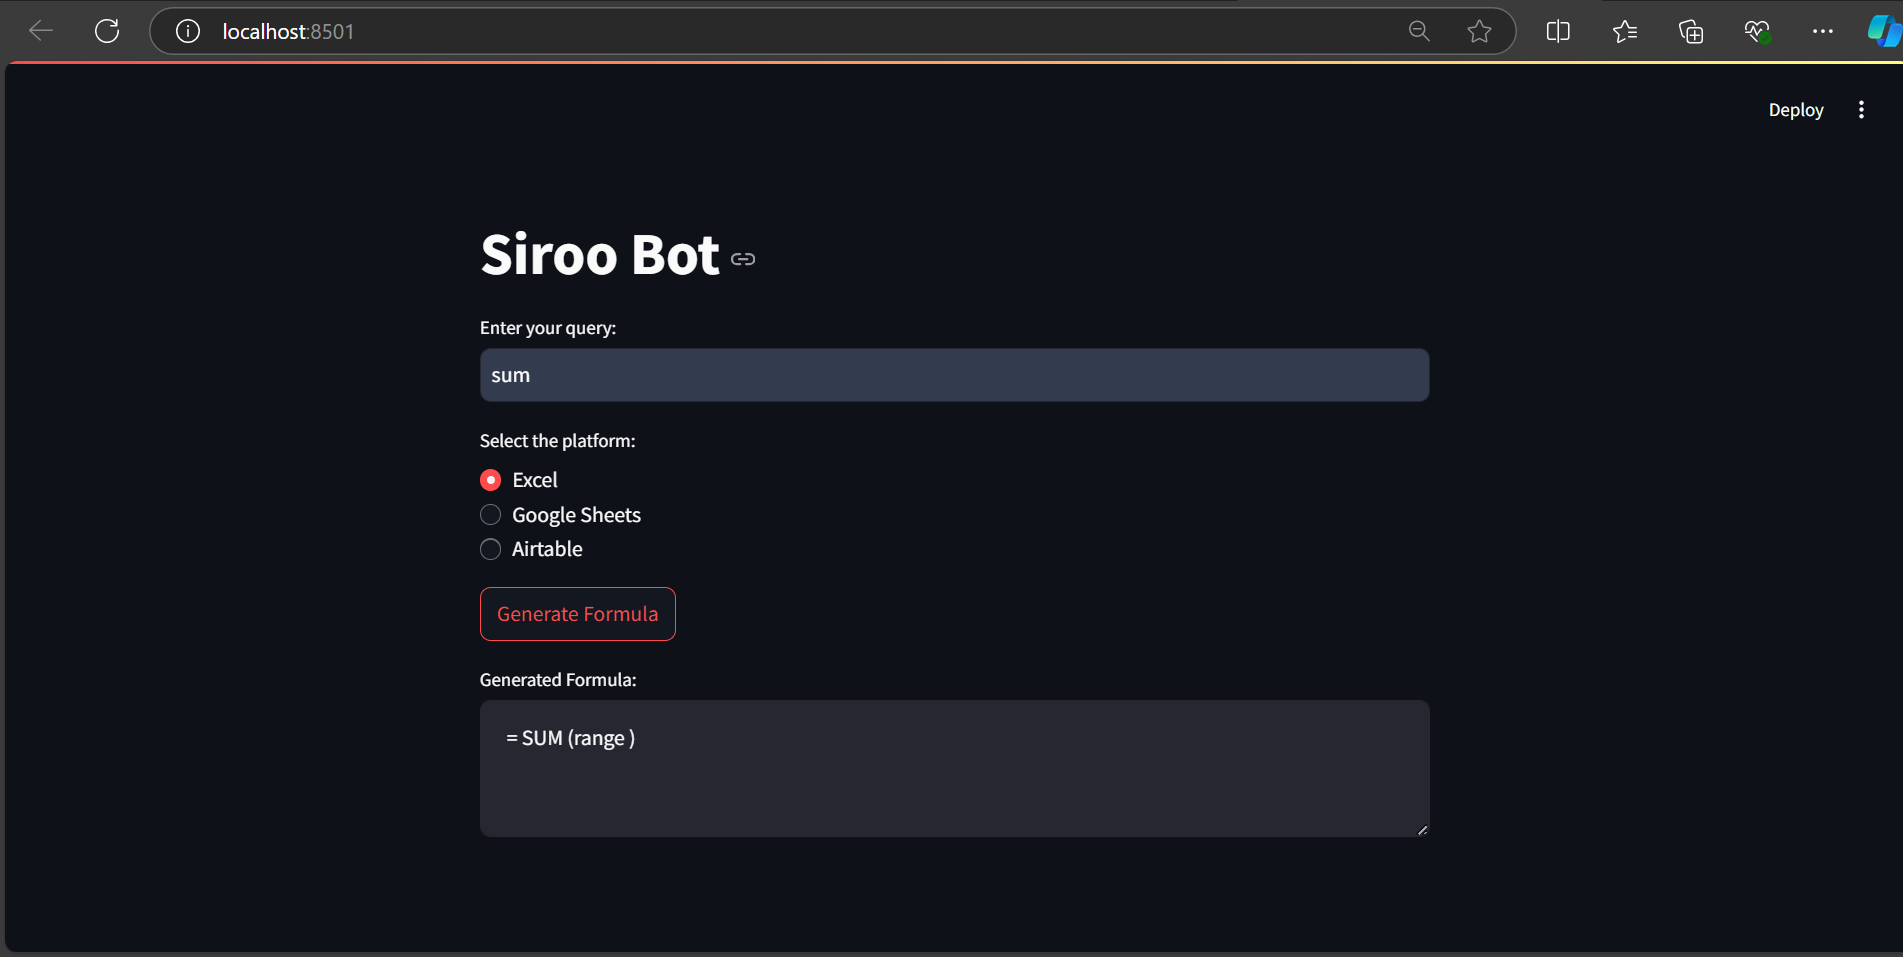 localhost:8501
Deploy
Siroo Bot
Enter your query:
sum
Select the platform:
Excel
Google Sheets
Airtable
Generate Formula
Generated Formula:
= SUM (range )